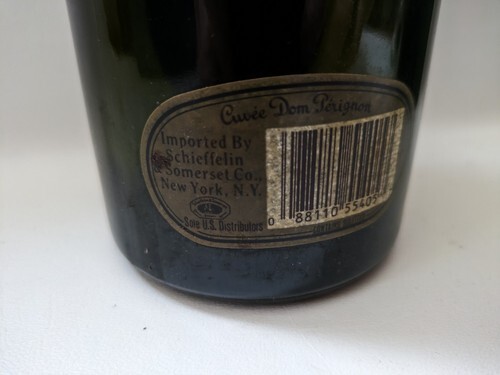 Cuvée Dom Pérignon
Imported By
Schieffelin
& Somerset Co.,
New York, N.Y.
Sole U.S. Distributors
0 88110 55405